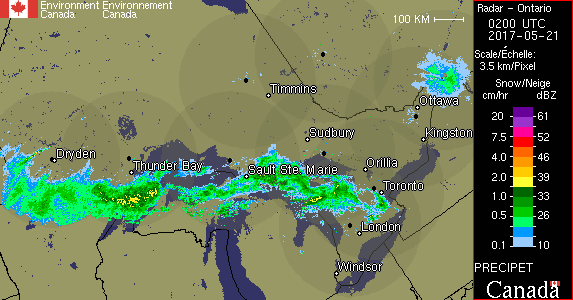 Environment Environnement
Canada Canada
100 KM
Timmins
Ottawa
Sudbury
Kingston
Dryden
Thunder Bay
Sault Ste. Marie
Orillia
Toronto
London
Windsor
Radar - Ontario
0200 UTC
2017-05-21
Scale/Échelle:
3.5 km/Pixel
Snow/Neige
cm/hr dBZ
20 61
7.5 52
4.0 46
2.0 39
1.0 33
0.5 26
0.1 10
PRECIPET
Canada